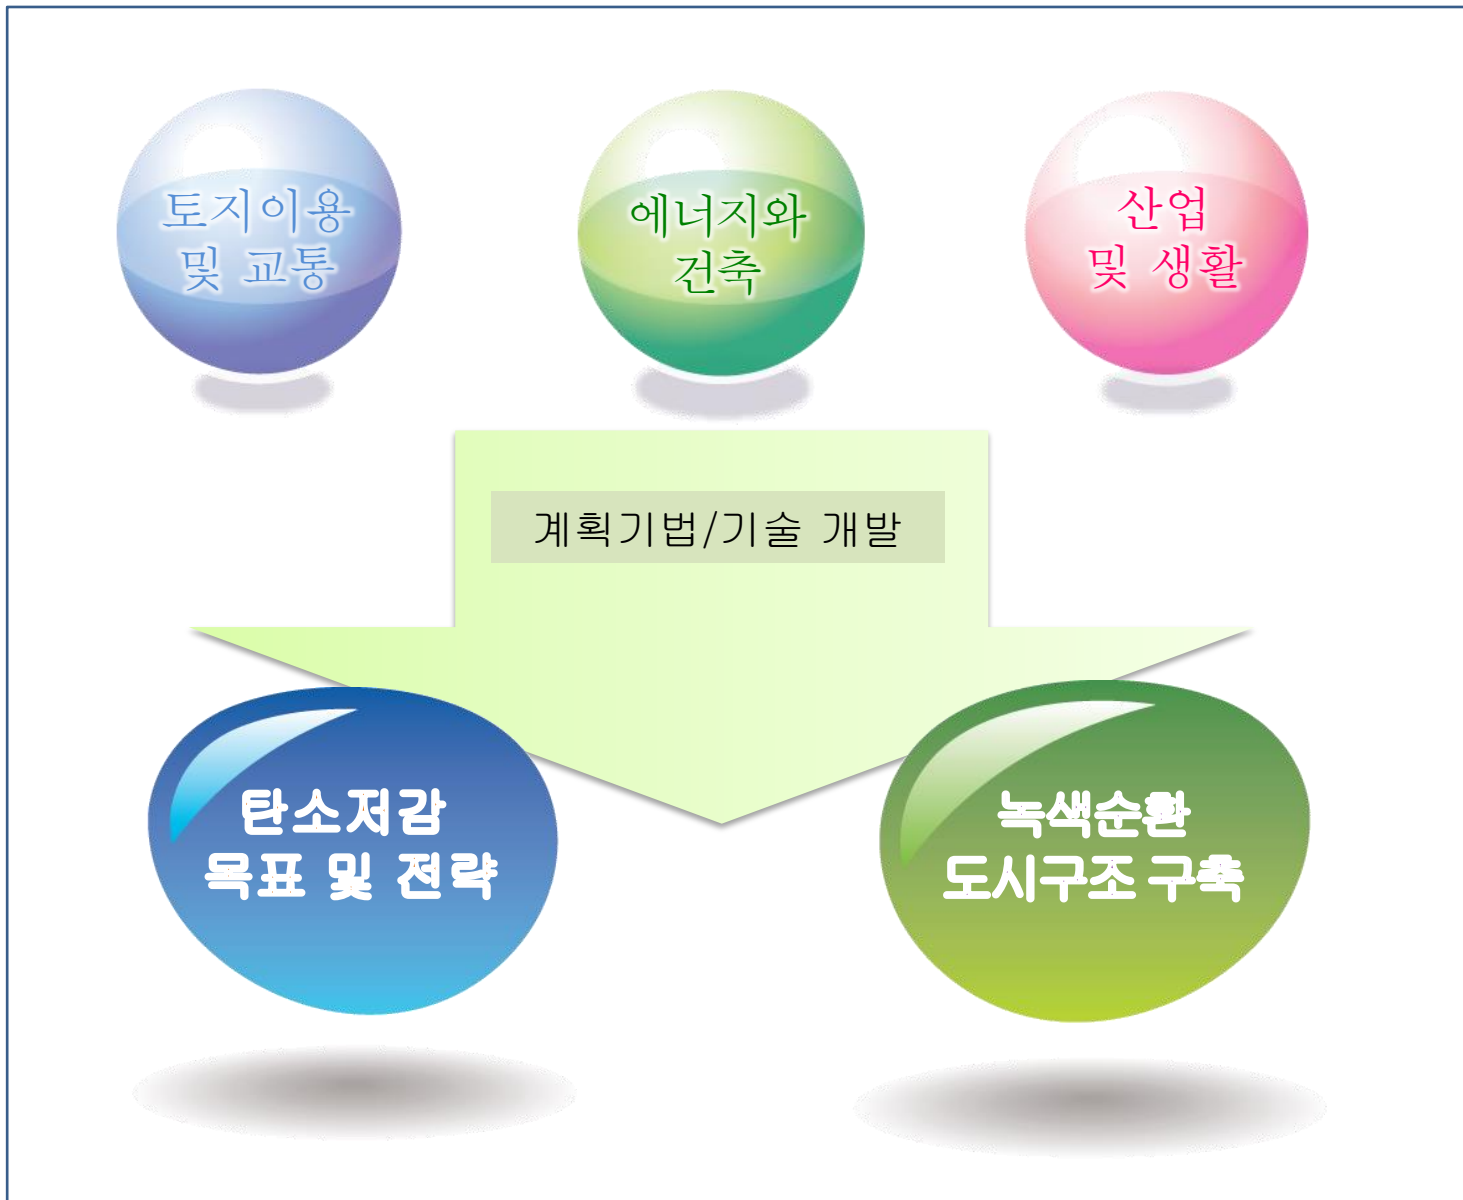 토지이용
및 교통
에너지와
건축
산업
및 생활
계획기법/기술 개발
탄소저감
목표 및 전략
녹색순환
도시구조 구축